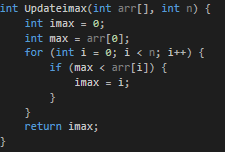 int Updateimax(int arr[], int n) {
    int imax = 0;
    int max = arr[0];
    for (int i = 0; i < n; i++) {
        if (max < arr[i]) {
            imax = i;
        }
    }
    return imax;
}